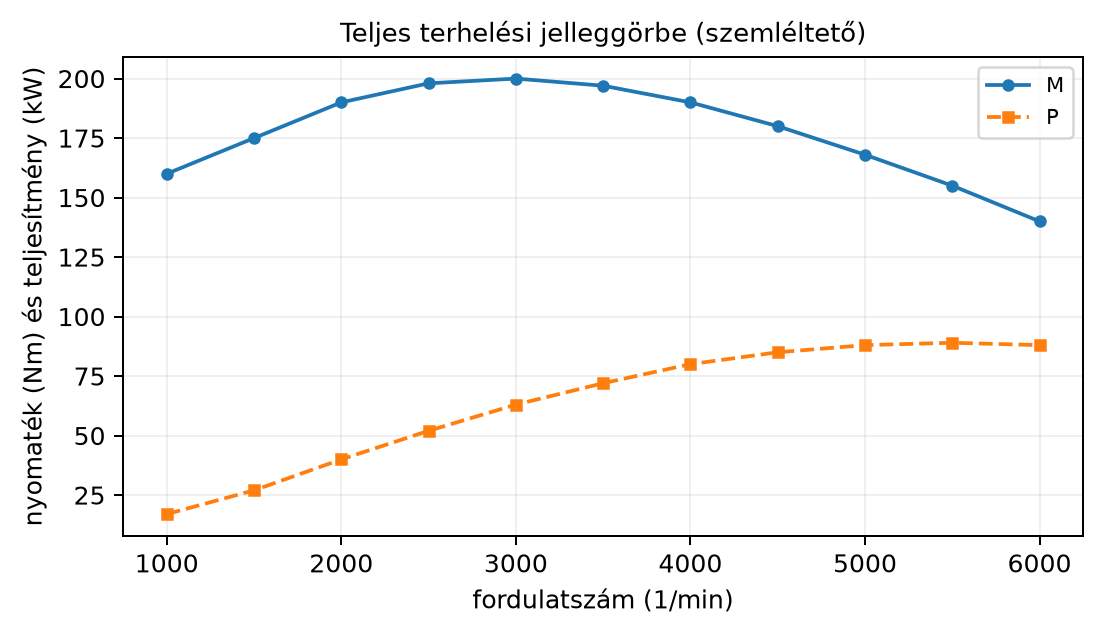 Teljes terhelési jelleggörbe (szemléltető)
nyomaték (Nm) és teljesítmény (kW)
200
175
150
125
100
75
50
25
M
P
1000 2000 3000 4000 5000 6000
fordulatszám (1/min)